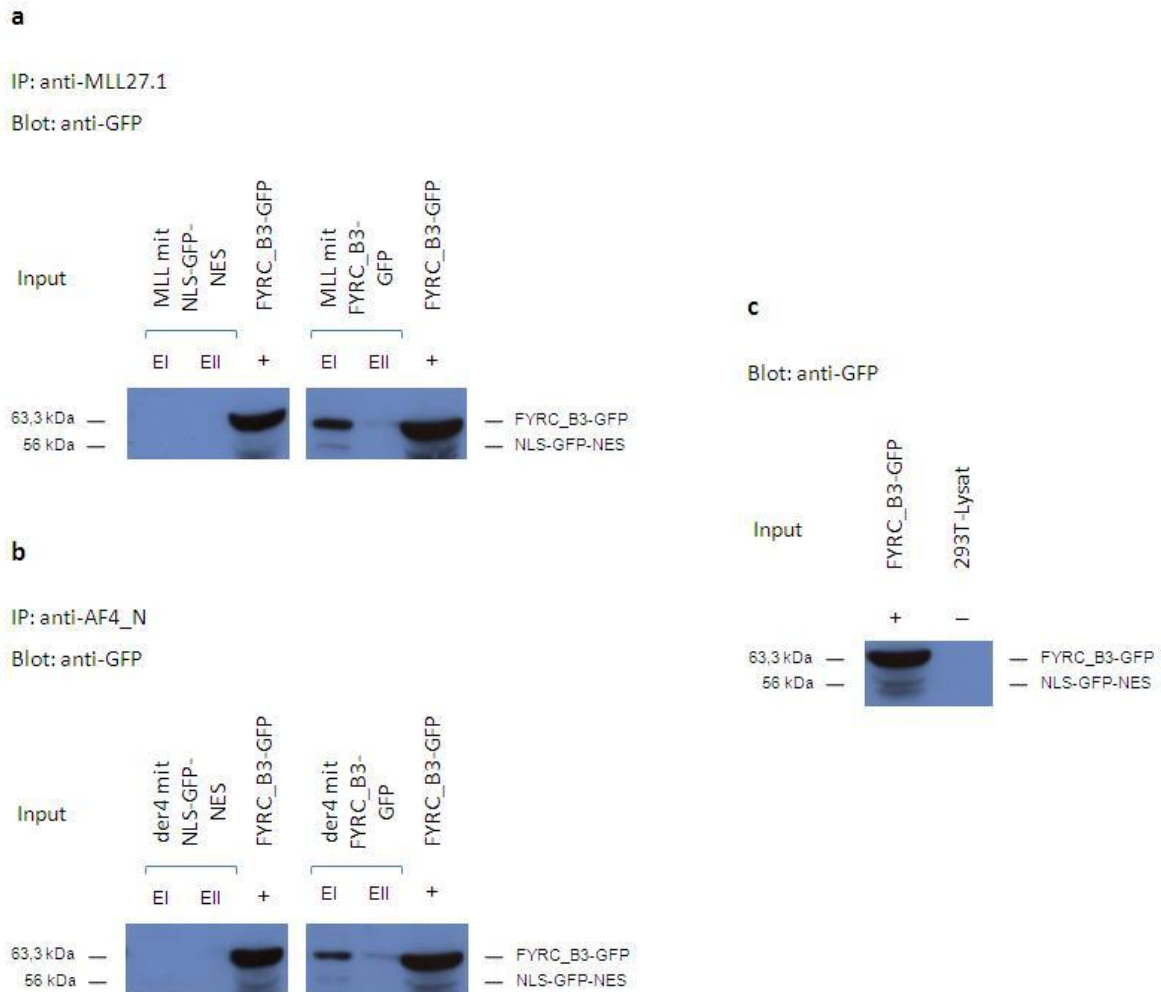 a
IP: anti-MLL27.1
Blot: anti-GFP
Input
MLL mit
NLS-GFP-
NES
FYRC_B3-GFP
MLL mit
FYRC_B3-
GFP
FYRC_B3-GFP
EI EII + EI EII +
63,3 kDa — — FYRC_B3-GFP
56 kDa — — NLS-GFP-NES
b
IP: anti-AF4_N
Blot: anti-GFP
Input
der4 mit
NLS-GFP-
NES
FYRC_B3-GFP
der4 mit
FYRC_B3-
GFP
FYRC_B3-GFP
EI EII + EI EII +
63,3 kDa — — FYRC_B3-GFP
56 kDa — — NLS-GFP-NES
c
Blot: anti-GFP
Input
FYRC_B3-GFP
293T-Lysat
+ –
63,3 kDa — — FYRC_B3-GFP
56 kDa — — NLS-GFP-NES